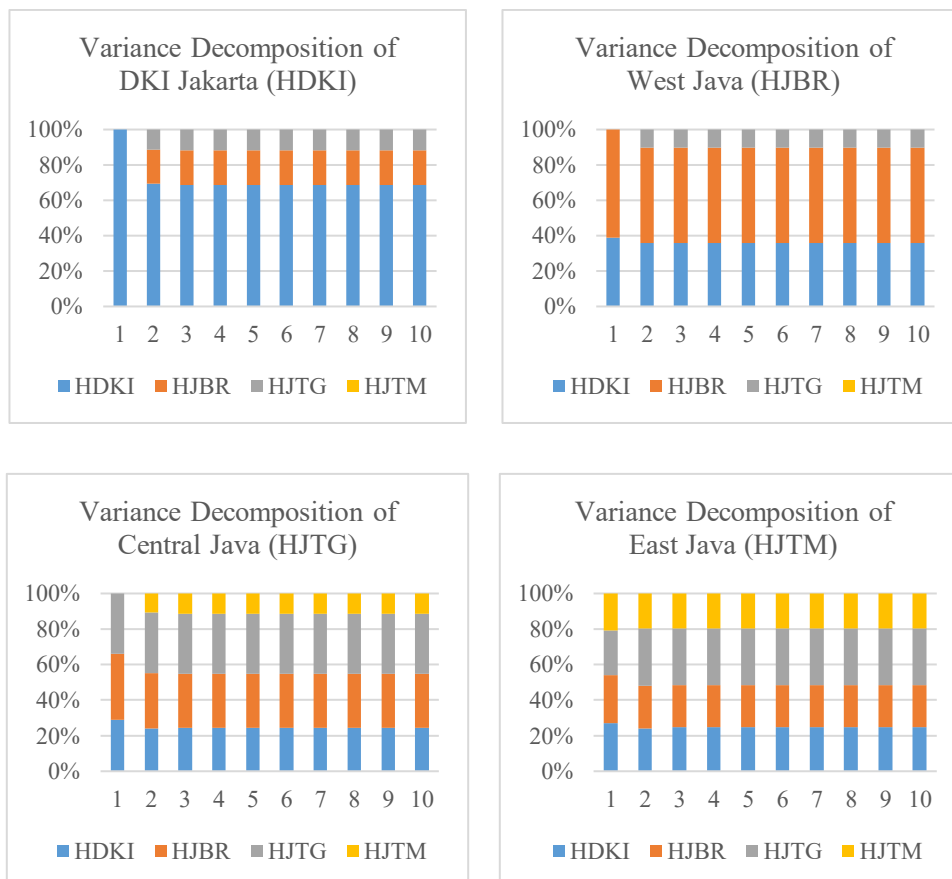 Variance Decomposition of
DKI Jakarta (HDKI)
100%
80%
60%
40%
20%
0%
1 2 3 4 5 6 7 8 9 10
HDKI HJBR HJTG HJTM
Variance Decomposition of
West Java (HJBR)
100%
80%
60%
40%
20%
0%
1 2 3 4 5 6 7 8 9 10
HDKI HJBR HJTG HJTM
Variance Decomposition of
Central Java (HJTG)
100%
80%
60%
40%
20%
0%
1 2 3 4 5 6 7 8 9 10
HDKI HJBR HJTG HJTM
Variance Decomposition of
East Java (HJTM)
100%
80%
60%
40%
20%
0%
1 2 3 4 5 6 7 8 9 10
HDKI HJBR HJTG HJTM